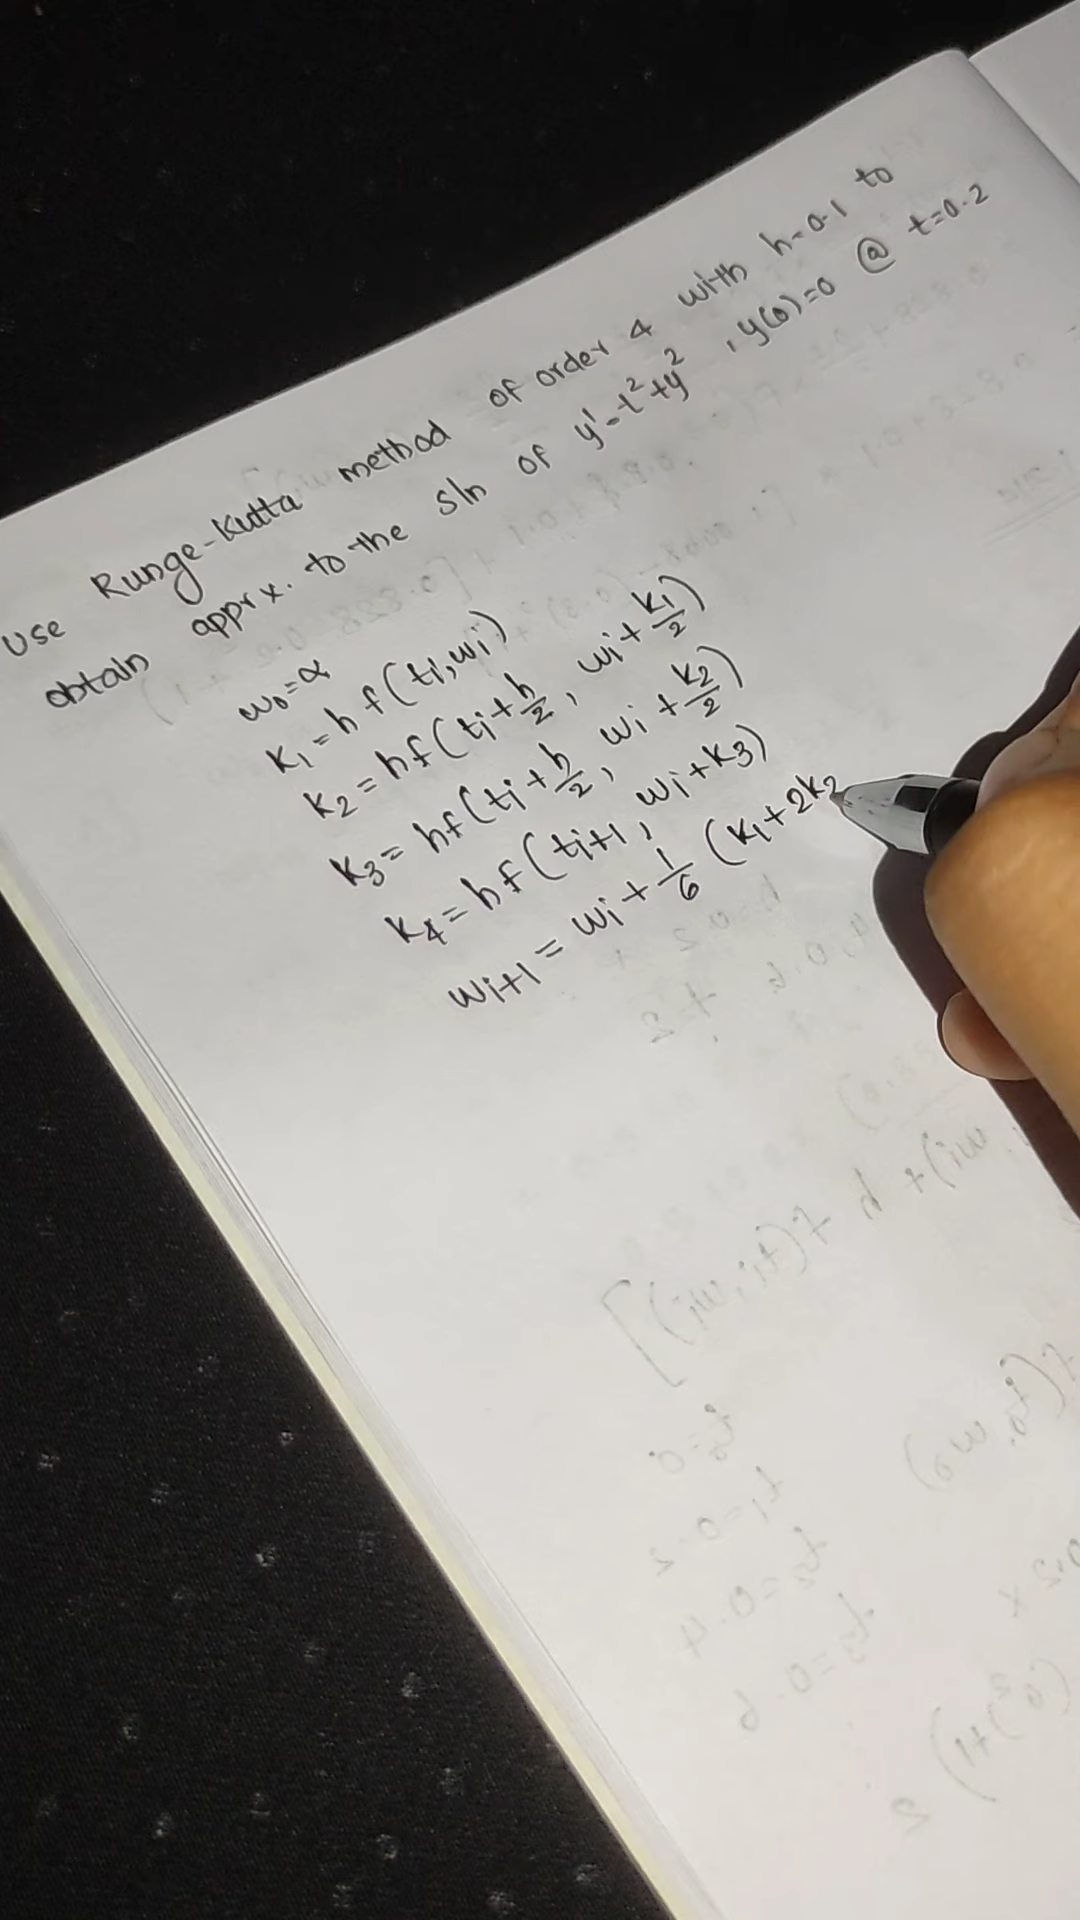 Use Runge-Kutta method of order 4 with h=0.1 to
obtain apprx. to the sln of y'=t²+y², y(0)=0 @ t=0.2
w₀=α
K₁=h f(ti,wi)
K₂=hf(ti+h/2, wi+K₁/2)
K₃=hf(ti+h/2, wi+K₂/2)
K₄=hf(ti+1, wi+K₃)
Wi+1 = Wi+1/6 (K₁+2K₂